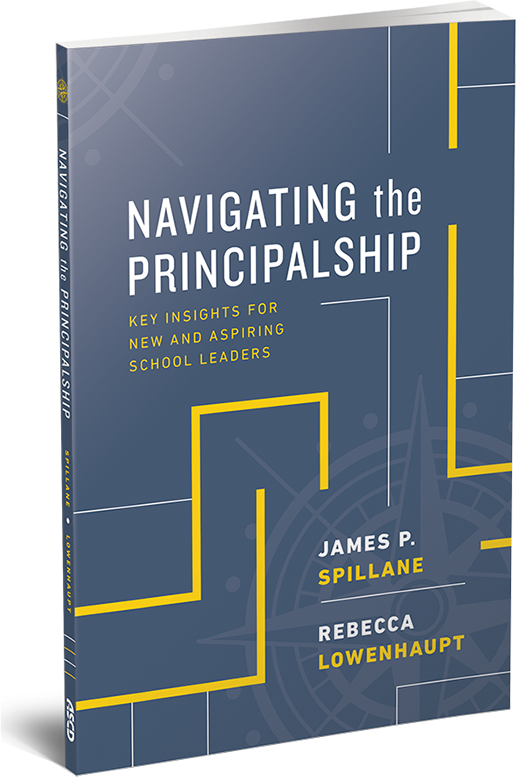 NAVIGATING the
PRINCIPALSHIP
KEY INSIGHTS FOR
NEW AND ASPIRING
SCHOOL LEADERS
JAMES P.
SPILLANE
REBECCA
LOWENHAUPT
NAVIGATING the PRINCIPALSHIP
SPILLANE • LOWENHAUPT
ASCD